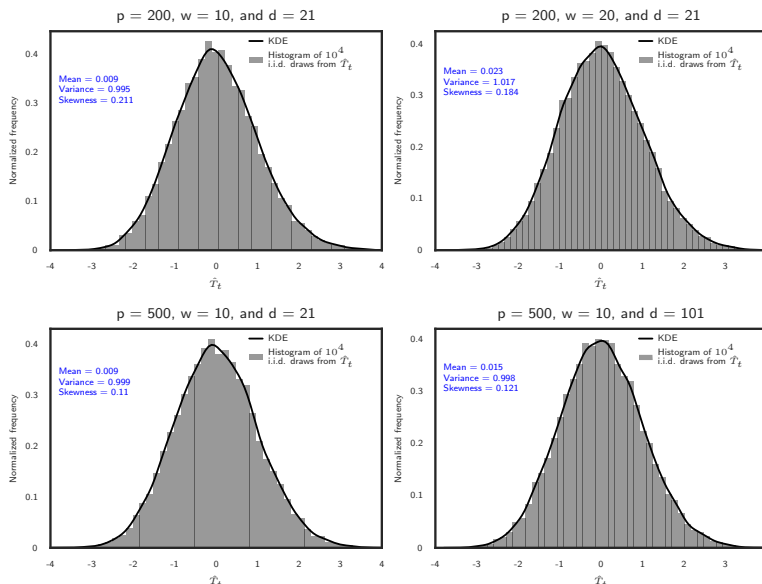 p = 200, w = 10, and d = 21
KDE
Histogram of 10^4
i.i.d. draws from T̂_t
Mean = 0.009
Variance = 0.995
Skewness = 0.211
Normalized frequency
0.4
0.3
0.2
0.1
0
-4 -3 -2 -1 0 1 2 3 4
T̂_t
p = 200, w = 20, and d = 21
KDE
Histogram of 10^4
i.i.d. draws from T̂_t
Mean = 0.023
Variance = 1.017
Skewness = 0.184
Normalized frequency
0.4
0.3
0.2
0.1
0
-4 -3 -2 -1 0 1 2 3
T̂_t
p = 500, w = 10, and d = 21
KDE
Histogram of 10^4
i.i.d. draws from T̂_t
Mean = 0.009
Variance = 0.999
Skewness = 0.11
Normalized frequency
0.4
0.3
0.2
0.1
0
-4 -3 -2 -1 0 1 2 3 4
T̂_t
p = 500, w = 10, and d = 101
KDE
Histogram of 10^4
i.i.d. draws from T̂_t
Mean = 0.015
Variance = 0.998
Skewness = 0.121
Normalized frequency
0.4
0.3
0.2
0.1
0
-4 -3 -2 -1 0 1 2 3
T̂_t